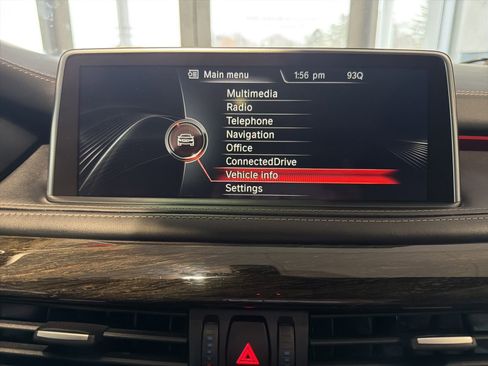 Main menu 1:56 pm 93Q
Multimedia
Radio
Telephone
Navigation
Office
ConnectedDrive
Vehicle info
Settings